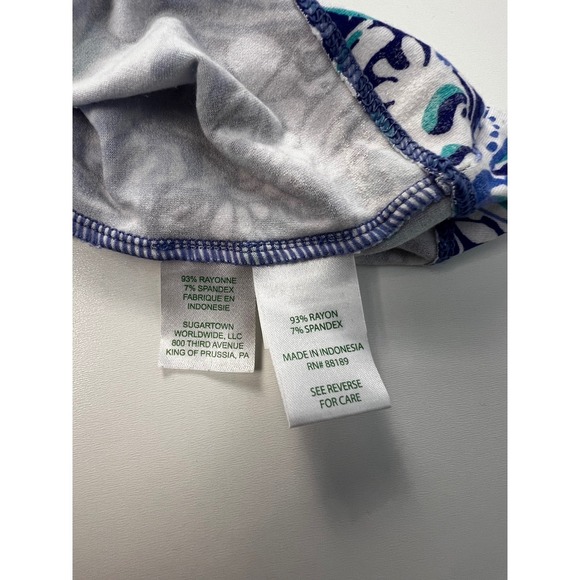 93% RAYONNE
7% SPANDEX
FABRIQUE EN
INDONESIE
SUGARTOWN
WORLDWIDE, LLC
800 THIRD AVENUE
KING OF PRUSSIA, PA
93% RAYON
7% SPANDEX
MADE IN INDONESIA
RN# 88189
SEE REVERSE
FOR CARE